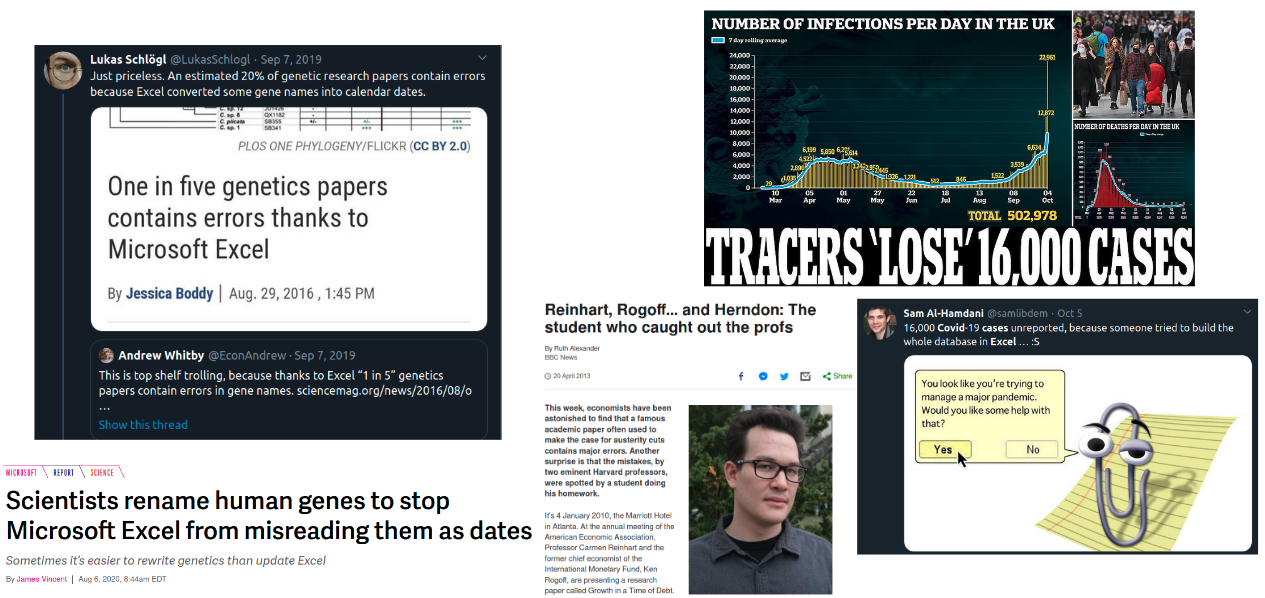 Lukas Schlögl @LukasSchlogl · Sep 7, 2019
Just priceless. An estimated 20% of genetic research papers contain errors
because Excel converted some gene names into calendar dates.
C. sp. 8 QX1182 -
C. plicata SB355 +/- +/- ***
C. sp. 1 SB341 *** ***
PLOS ONE PHYLOGENY/FLICKR (CC BY 2.0)
One in five genetics papers
contains errors thanks to
Microsoft Excel
By Jessica Boddy | Aug. 29, 2016 , 1:45 PM
Andrew Whitby @EconAndrew · Sep 7, 2019
This is top shelf trolling, because thanks to Excel “1 in 5” genetics
papers contain errors in gene names. sciencemag.org/news/2016/08/o
…
Show this thread
MICROSOFT \ REPORT \ SCIENCE \
Scientists rename human genes to stop
Microsoft Excel from misreading them as dates
Sometimes it’s easier to rewrite genetics than update Excel
By James Vincent | Aug 6, 2020, 8:44am EDT
NUMBER OF INFECTIONS PER DAY IN THE UK
7 day rolling average
24,000
22,000
20,000
18,000
16,000
14,000
12,000
10,000
8,000
6,000
4,000
2,000
0
22,961
12,872
6,199 5,850 6,201 5,614
4,522
2,890
1,035
29
2,445
1,326 1,221
846
1,522
3,539
6,634
10 05 01 27 22 18 13 08 04
Mar Apr May May Jun Jul Aug Sep Oct
TOTAL 502,978
NUMBER OF DEATHS PER DAY IN THE UK
TRACERS ‘LOSE’ 16,000 CASES
Reinhart, Rogoff... and Herndon: The
student who caught out the profs
By Ruth Alexander
BBC News
20 April 2013
Share
This week, economists have been
astonished to find that a famous
academic paper often used to
make the case for austerity cuts
contains major errors. Another
surprise is that the mistakes, by
two eminent Harvard professors,
were spotted by a student doing
his homework.
It's 4 January 2010, the Marriott Hotel
in Atlanta. At the annual meeting of the
American Economic Association,
Professor Carmen Reinhart and the
former chief economist of the
International Monetary Fund, Ken
Rogoff, are presenting a research
paper called Growth in a Time of Debt.
Sam Al-Hamdani @samlibdem · Oct 5
16,000 Covid-19 cases unreported, because someone tried to build the
whole database in Excel … :S
You look like you're trying to
manage a major pandemic.
Would you like some help with
that?
Yes No